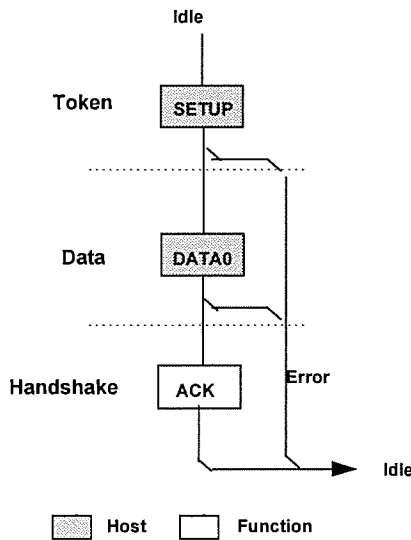 Idle
Token
SETUP
Data
DATA0
Handshake
ACK
Error
Idle
Host
Function